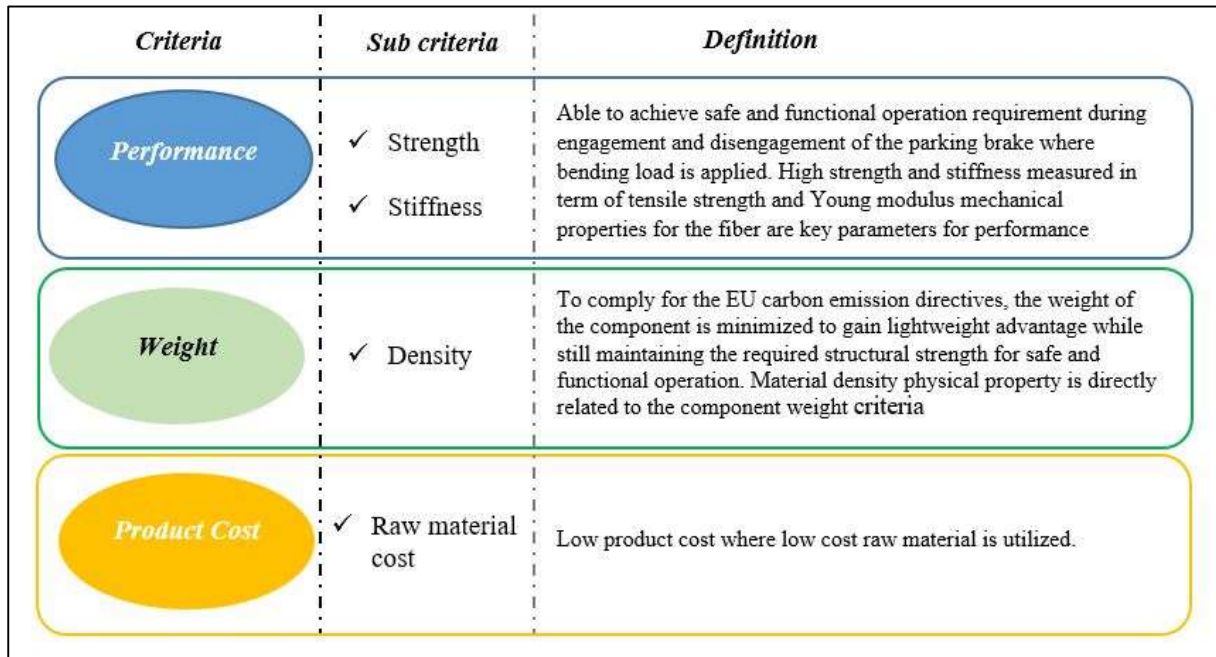 Criteria
Sub criteria
Definition
Performance
✓ Strength
✓ Stiffness
Able to achieve safe and functional operation requirement during
engagement and disengagement of the parking brake where
bending load is applied. High strength and stiffness measured in
term of tensile strength and Young modulus mechanical
properties for the fiber are key parameters for performance
Weight
✓ Density
To comply for the EU carbon emission directives, the weight of
the component is minimized to gain lightweight advantage while
still maintaining the required structural strength for safe and
functional operation. Material density physical property is directly
related to the component weight criteria
Product Cost
✓ Raw material
cost
Low product cost where low cost raw material is utilized.